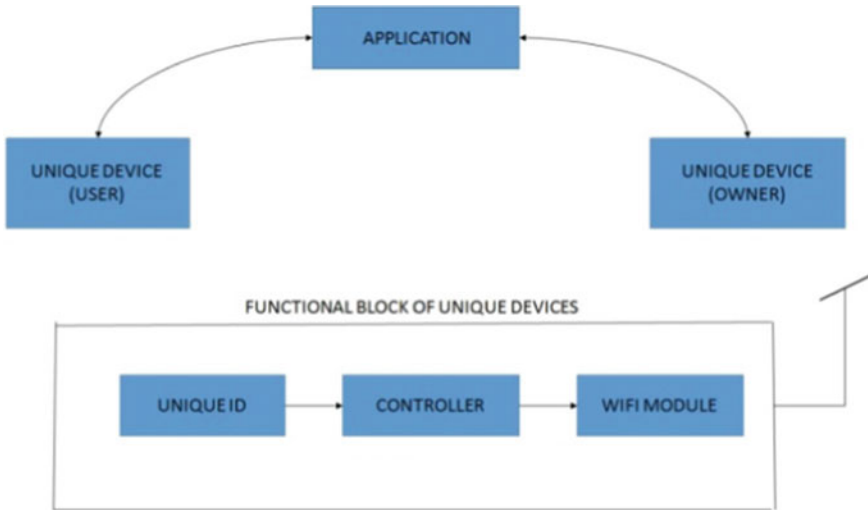 APPLICATION
UNIQUE DEVICE
(USER)
UNIQUE DEVICE
(OWNER)
FUNCTIONAL BLOCK OF UNIQUE DEVICES
UNIQUE ID
CONTROLLER
WIFI MODULE